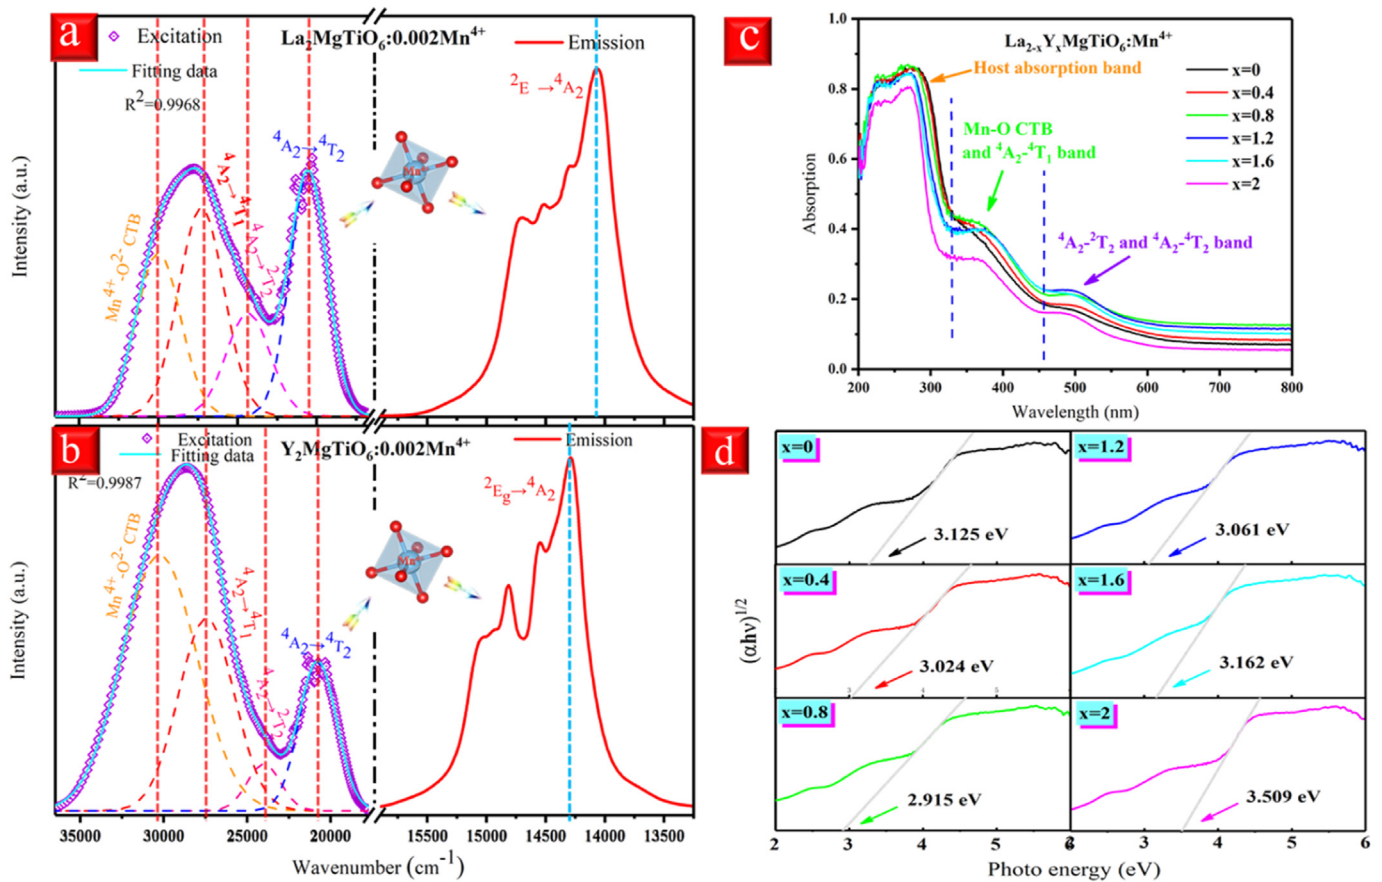 a
Excitation
La₂MgTiO₆:0.002Mn⁴⁺
Emission
Fitting data
R²=0.9968
²E →⁴A₂
⁴A₂→⁴T₂
⁴A₂→⁴T₁
⁴A₂→²T₂
Mn⁴⁺-O²⁻ CTB
Mn⁴⁺
Intensity (a.u.)
b
Excitation
Y₂MgTiO₆:0.002Mn⁴⁺
Emission
Fitting data
R²=0.9987
²E_g→⁴A₂
Mn⁴⁺-O²⁻ CTB
⁴A₂→⁴T₁
⁴A₂→²T₂
⁴A₂→⁴T₂
Mn⁴⁺
Intensity (a.u.)
35000 30000 25000 20000 15500 15000 14500 14000 13500
Wavenumber (cm⁻¹)
c
La₂₋ₓYₓMgTiO₆:Mn⁴⁺
Host absorption band
x=0
x=0.4
x=0.8
x=1.2
x=1.6
x=2
Mn-O CTB
and ⁴A₂-⁴T₁ band
⁴A₂-²T₂ and ⁴A₂-⁴T₂ band
Absorption
1.0
0.8
0.6
0.4
0.2
0.0
200 300 400 500 600 700 800
Wavelength (nm)
d
x=0
3.125 eV
x=1.2
3.061 eV
x=0.4
3.024 eV
3 4 5
x=1.6
3.162 eV
x=0.8
2.915 eV
x=2
3.509 eV
(αhν)^1/2
2 3 4 5 6 2 3 4 5 6
Photo energy (eV)